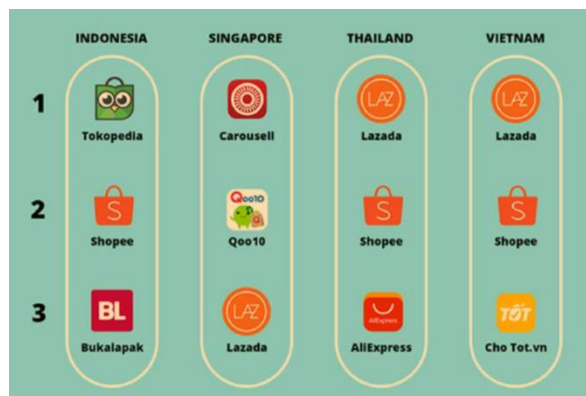 INDONESIA SINGAPORE THAILAND VIETNAM
1
LAZ LAZ
Tokopedia Carousell Lazada Lazada
2
S Qoo10 S S
Shopee Qoo10 Shopee Shopee
3
BL LAZ AliExpress TỐT
Bukalapak Lazada AliExpress Cho Tot.vn